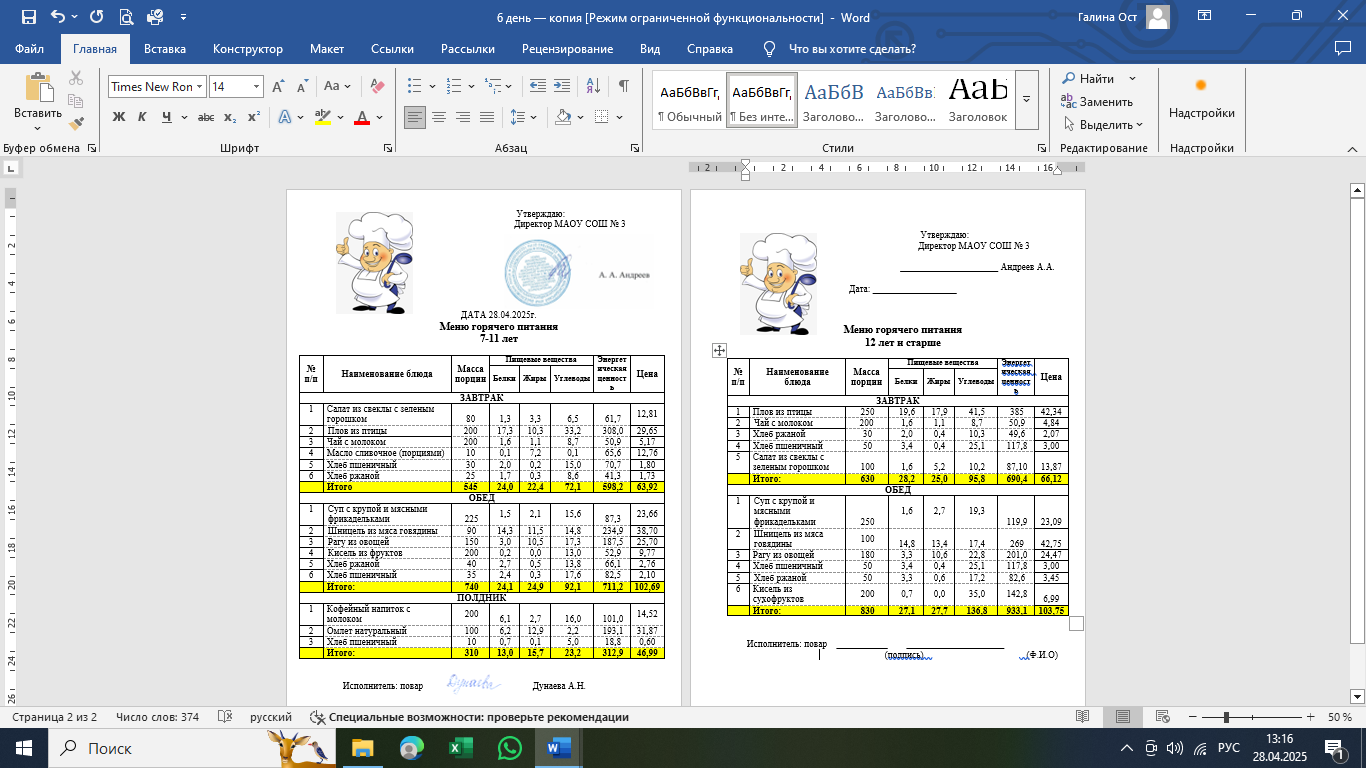 6 день — копия [Режим ограниченной функциональности] - Word
Галина Ост
Файл Главная Вставка Конструктор Макет Ссылки Рассылки Рецензирование Вид Справка Что вы хотите сделать?
Вставить
Times New Ron 14 Aa
Ж К Ч abc x₂ x² A A
АаБбВвГг, АаБбВвГг, АаБбВ АаБбВв: АаБ
¶ Обычный ¶ Без инте... Заголово... Заголово... Заголовок
Найти
Заменить
Выделить
Надстройки
Буфер обмена Шрифт Абзац Стили Редактирование Надстройки
Утверждаю:
Директор МАОУ СОШ № 3
А. А. Андреев
ДАТА 28.04.2025г.
Меню горячего питания
7-11 лет
№ п/п Наименование блюда Масса порции Пищевые вещества Энергетическая ценность Цена
Белки Жиры Углеводы
ЗАВТРАК
1 Салат из свеклы с зеленым горошком 80 1,3 3,3 6,5 61,7 12,81
2 Плов из птицы 200 17,3 10,3 33,2 308,0 29,65
3 Чай с молоком 200 1,6 1,1 8,7 50,9 5,17
4 Масло сливочное (порциями) 10 0,1 7,2 0,1 65,6 12,76
5 Хлеб пшеничный 30 2,0 0,2 15,0 70,7 1,80
6 Хлеб ржаной 25 1,7 0,3 8,6 41,3 1,73
Итого 545 24,0 22,4 72,1 598,2 63,92
ОБЕД
1 Суп с крупой и мясными фрикадельками 225 1,5 2,1 15,6 87,3 23,66
2 Шницель из мяса говядины 90 14,3 11,5 14,8 234,9 38,70
3 Рагу из овощей 150 3,0 10,5 17,3 187,5 25,70
4 Кисель из фруктов 200 0,2 0,0 13,0 52,9 9,77
5 Хлеб ржаной 40 2,7 0,5 13,8 66,1 2,76
6 Хлеб пшеничный 35 2,4 0,3 17,6 82,5 2,10
Итого: 740 24,1 24,9 92,1 711,2 102,69
ПОЛДНИК
1 Кофейный напиток с молоком 200 6,1 2,7 16,0 101,0 14,52
2 Омлет натуральный 100 6,2 12,9 2,2 193,1 31,87
3 Хлеб пшеничный 10 0,7 0,1 5,0 18,8 0,60
Итого: 310 13,0 15,7 23,2 312,9 46,99
Исполнитель: повар Дунаева Дунаева А.Н.
Утверждаю:
Директор МАОУ СОШ № 3
Андреев А.А.
Дата:
Меню горячего питания
12 лет и старше
№ п/п Наименование блюда Масса порции Пищевые вещества Энергетическая ценность Цена
Белки Жиры Углеводы
ЗАВТРАК
1 Плов из птицы 250 19,6 17,9 41,5 385 42,34
2 Чай с молоком 200 1,6 1,1 8,7 50,9 4,84
3 Хлеб ржаной 30 2,0 0,4 10,3 49,6 2,07
4 Хлеб пшеничный 50 3,4 0,4 25,1 117,8 3,00
5 Салат из свеклы с зеленым горошком 100 1,6 5,2 10,2 87,10 13,87
Итого: 630 28,2 25,0 95,8 690,4 66,12
ОБЕД
1 Суп с крупой и мясными фрикадельками 250 1,6 2,7 19,3 119,9 23,09
2 Шницель из мяса говядины 100 14,8 13,4 17,4 269 42,75
3 Рагу из овощей 180 3,3 10,6 22,8 201,0 24,47
4 Хлеб пшеничный 50 3,4 0,4 25,1 117,8 3,00
5 Хлеб ржаной 50 3,3 0,6 17,2 82,6 3,45
6 Кисель из сухофруктов 200 0,7 0,0 35,0 142,8 6,99
Итого: 830 27,1 27,7 136,8 933,1 103,75
Исполнитель: повар
(подпись) (Ф.И.О)
Страница 2 из 2 Число слов: 374 русский Специальные возможности: проверьте рекомендации 50 %
Поиск
РУС
13:16
28.04.2025